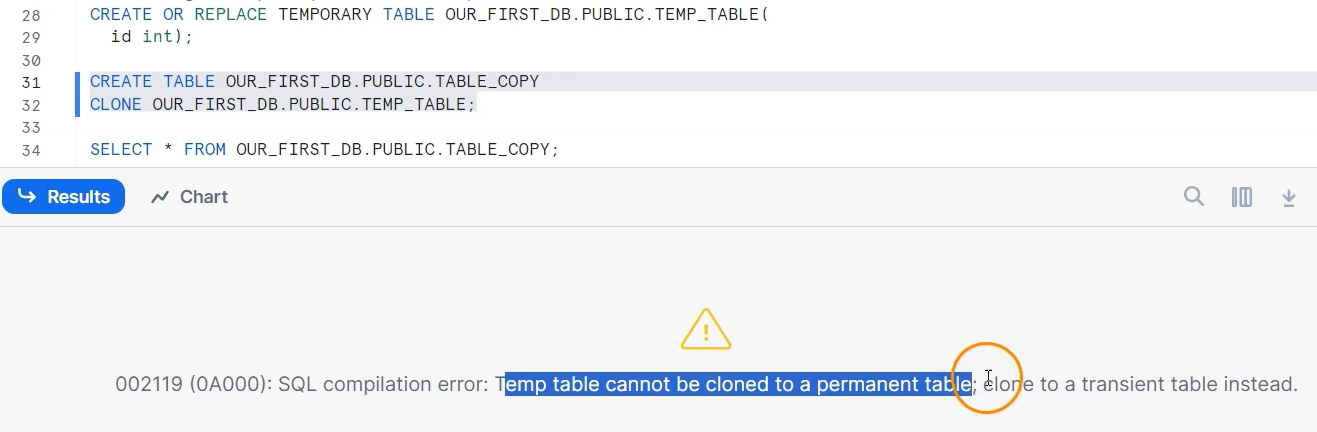 28 CREATE OR REPLACE TEMPORARY TABLE OUR_FIRST_DB.PUBLIC.TEMP_TABLE(
29 id int);
30
31 CREATE TABLE OUR_FIRST_DB.PUBLIC.TABLE_COPY
32 CLONE OUR_FIRST_DB.PUBLIC.TEMP_TABLE;
33
34 SELECT * FROM OUR_FIRST_DB.PUBLIC.TABLE_COPY;
Results Chart
002119 (0A000): SQL compilation error: Temp table cannot be cloned to a permanent table; clone to a transient table instead.